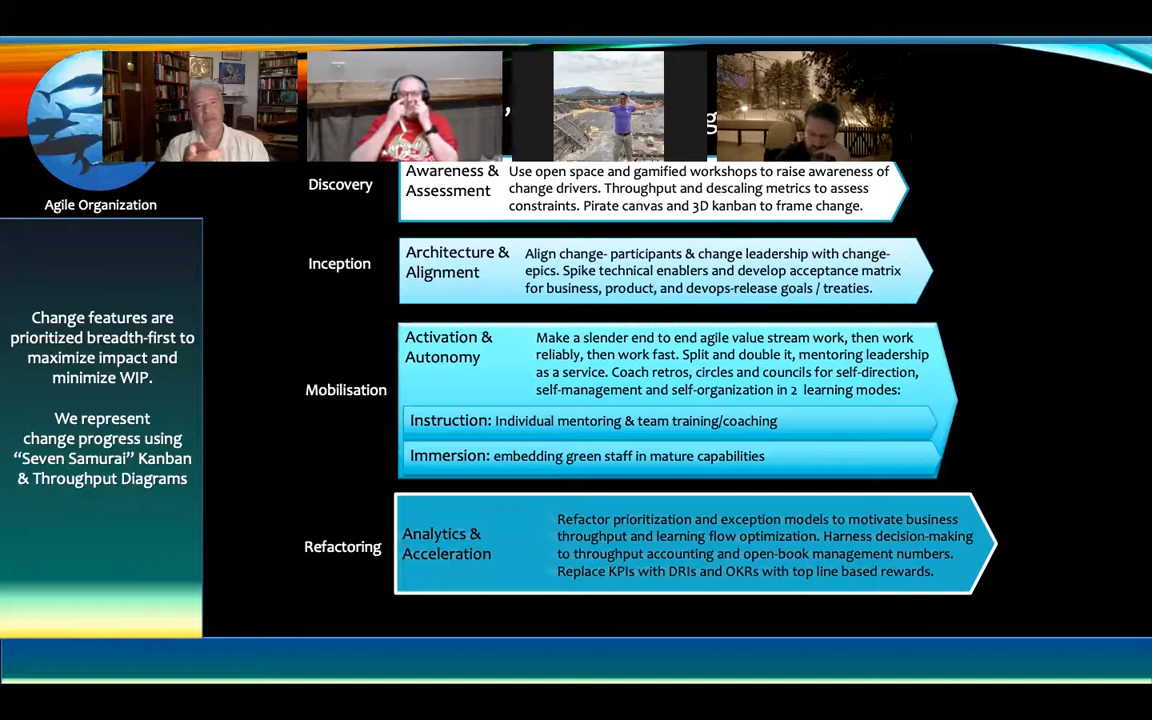 ,
g
Agile Organization
Change features are
prioritized breadth-first to
maximize impact and
minimize WIP.
We represent
change progress using
“Seven Samurai” Kanban
& Throughput Diagrams
Discovery
Awareness &
Assessment
Use open space and gamified workshops to raise awareness of
change drivers. Throughput and descaling metrics to assess
constraints. Pirate canvas and 3D kanban to frame change.
Inception
Architecture &
Alignment
Align change- participants & change leadership with change-
epics. Spike technical enablers and develop acceptance matrix
for business, product, and devops-release goals / treaties.
Mobilisation
Activation &
Autonomy
Make a slender end to end agile value stream work, then work
reliably, then work fast. Split and double it, mentoring leadership
as a service. Coach retros, circles and councils for self-direction,
self-management and self-organization in 2 learning modes:
Instruction: Individual mentoring & team training/coaching
Immersion: embedding green staff in mature capabilities
Refactoring
Analytics &
Acceleration
Refactor prioritization and exception models to motivate business
throughput and learning flow optimization. Harness decision-making
to throughput accounting and open-book management numbers.
Replace KPIs with DRIs and OKRs with top line based rewards.